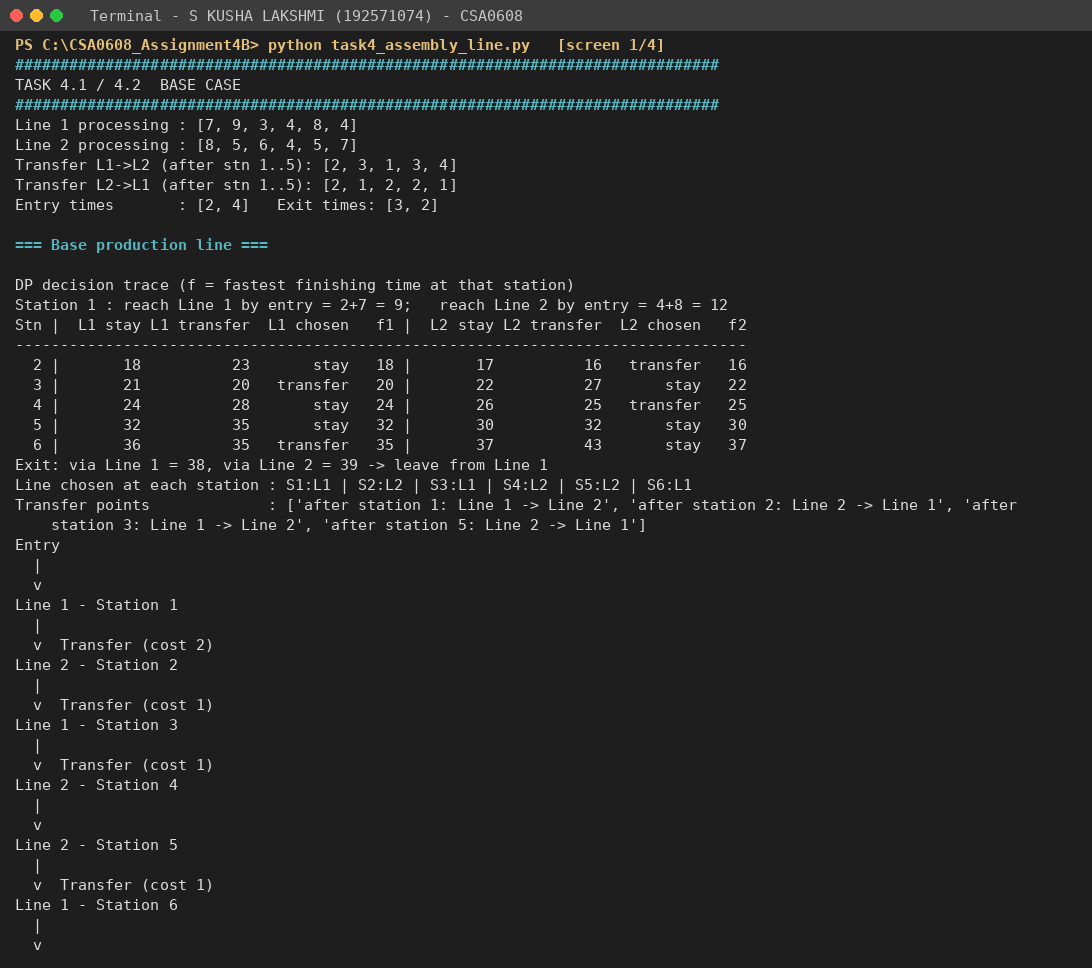 Terminal - S KUSHA LAKSHMI (192571074) - CSA0608
PS C:\CSA0608_Assignment4B> python task4_assembly_line.py   [screen 1/4]
##############################################################################
TASK 4.1 / 4.2  BASE CASE
##############################################################################
Line 1 processing : [7, 9, 3, 4, 8, 4]
Line 2 processing : [8, 5, 6, 4, 5, 7]
Transfer L1->L2 (after stn 1..5): [2, 3, 1, 3, 4]
Transfer L2->L1 (after stn 1..5): [2, 1, 2, 2, 1]
Entry times       : [2, 4]   Exit times: [3, 2]
=== Base production line ===
DP decision trace (f = fastest finishing time at that station)
Station 1 : reach Line 1 by entry = 2+7 = 9;   reach Line 2 by entry = 4+8 = 12
Stn |  L1 stay L1 transfer  L1 chosen   f1 |  L2 stay L2 transfer  L2 chosen   f2
---------------------------------------------------------------------------------
  2 |       18          23       stay   18 |       17          16   transfer   16
  3 |       21          20   transfer   20 |       22          27       stay   22
  4 |       24          28       stay   24 |       26          25   transfer   25
  5 |       32          35       stay   32 |       30          32       stay   30
  6 |       36          35   transfer   35 |       37          43       stay   37
Exit: via Line 1 = 38, via Line 2 = 39 -> leave from Line 1
Line chosen at each station : S1:L1 | S2:L2 | S3:L1 | S4:L2 | S5:L2 | S6:L1
Transfer points             : ['after station 1: Line 1 -> Line 2', 'after station 2: Line 2 -> Line 1', 'after
    station 3: Line 1 -> Line 2', 'after station 5: Line 2 -> Line 1']
Entry
  |
  v
Line 1 - Station 1
  |
  v  Transfer (cost 2)
Line 2 - Station 2
  |
  v  Transfer (cost 1)
Line 1 - Station 3
  |
  v  Transfer (cost 1)
Line 2 - Station 4
  |
  v
Line 2 - Station 5
  |
  v  Transfer (cost 1)
Line 1 - Station 6
  |
  v